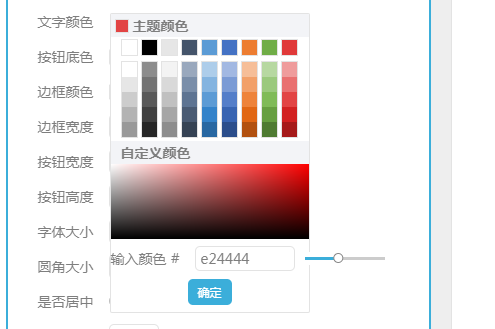 文字颜色
主题颜色
按钮底色
边框颜色
边框宽度
自定义颜色
按钮宽度
按钮高度
字体大小
输入颜色 # e24444
圆角大小
确定
是否居中